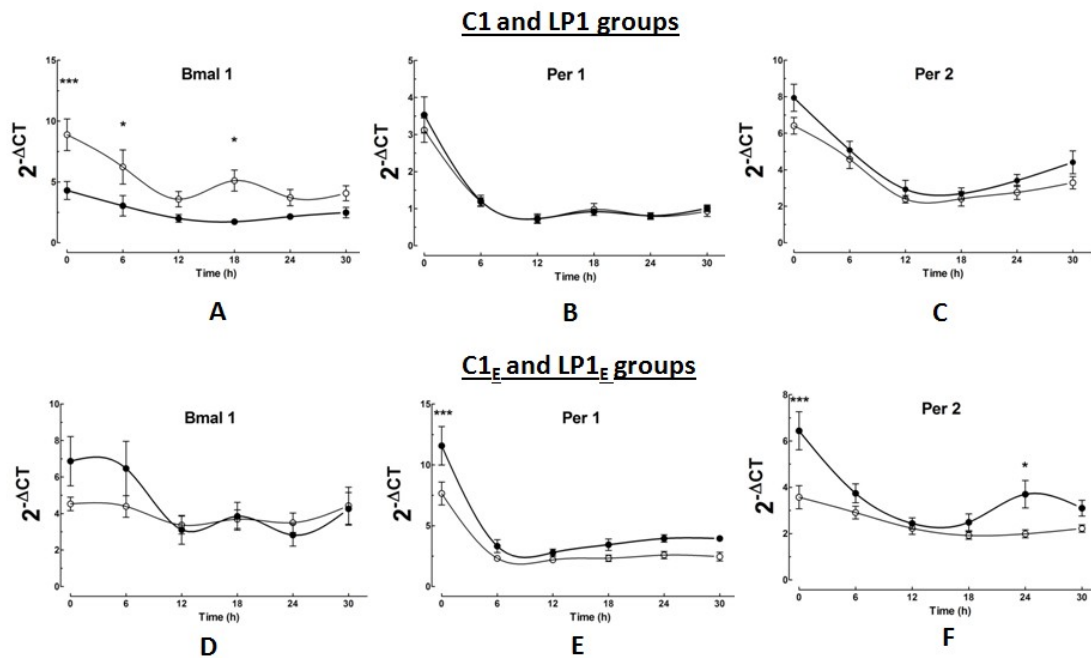 C1 and LP1 groups
Bmal 1
***
*
*
2^-ΔCT
15
10
5
0
0 6 12 18 24 30
Time (h)
A
Per 1
2^-ΔCT
5
4
3
2
1
0
0 6 12 18 24 30
Time (h)
B
Per 2
2^-ΔCT
10
8
6
4
2
0
0 6 12 18 24 30
Time (h)
C
C1E and LP1E groups
Bmal 1
2^-ΔCT
10
8
6
4
2
0
0 6 12 18 24 30
Time (h)
D
Per 1
***
2^-ΔCT
15
10
5
0
0 6 12 18 24 30
Time (h)
E
Per 2
***
*
2^-ΔCT
8
6
4
2
0
0 6 12 18 24 30
Time (h)
F